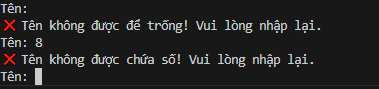 Tên:
❌ Tên không được để trống! Vui lòng nhập lại.
Tên: 8
❌ Tên không được chứa số! Vui lòng nhập lại.
Tên: